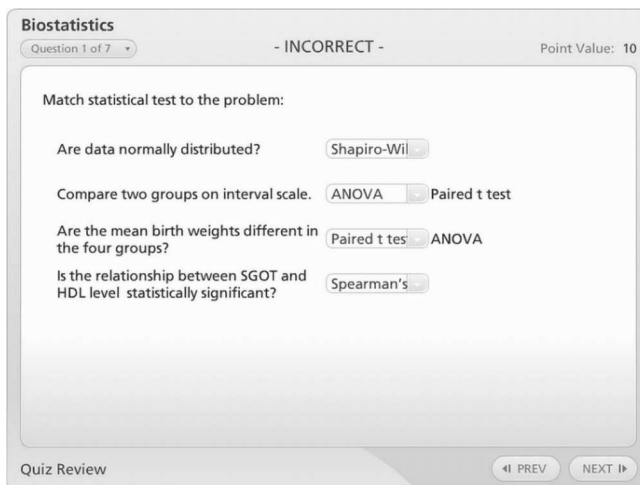 Biostatistics
Question 1 of 7
- INCORRECT -
Point Value: 10
Match statistical test to the problem:
Are data normally distributed?
Shapiro-Wil
Compare two groups on interval scale.
ANOVA
Paired t test
Are the mean birth weights different in
the four groups?
Paired t tes
ANOVA
Is the relationship between SGOT and
HDL level statistically significant?
Spearman's
Quiz Review
PREV
NEXT